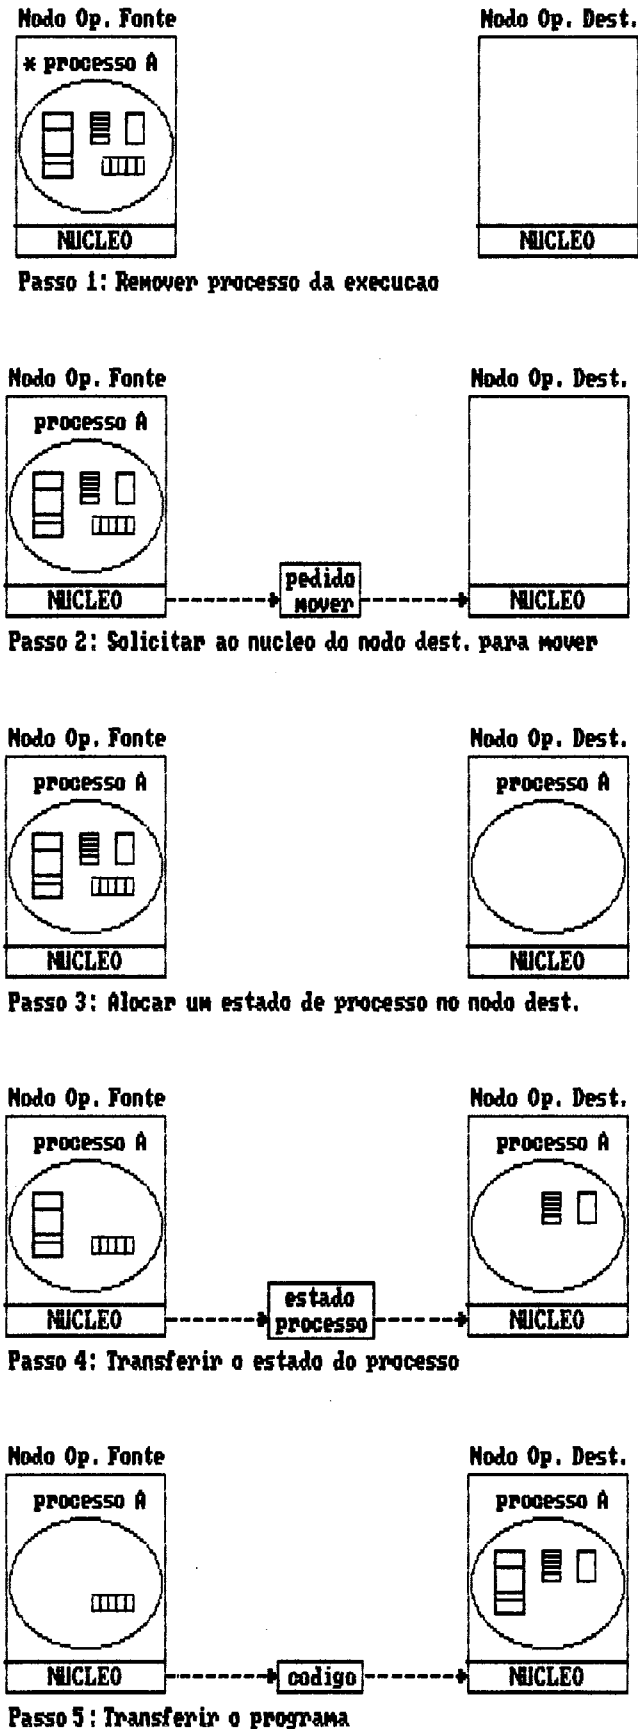 Nodo Op. Fonte Nodo Op. Dest.
* processo A
NUCLEO NUCLEO
Passo 1: Remover processo da execucao
Nodo Op. Fonte Nodo Op. Dest.
processo A
pedido
mover
NUCLEO NUCLEO
Passo 2: Solicitar ao nucleo do nodo dest. para mover
Nodo Op. Fonte Nodo Op. Dest.
processo A processo A
NUCLEO NUCLEO
Passo 3: Alocar um estado de processo no nodo dest.
Nodo Op. Fonte Nodo Op. Dest.
processo A processo A
estado
processo
NUCLEO NUCLEO
Passo 4: Transferir o estado do processo
Nodo Op. Fonte Nodo Op. Dest.
processo A processo A
NUCLEO codigo NUCLEO
Passo 5: Transferir o programa